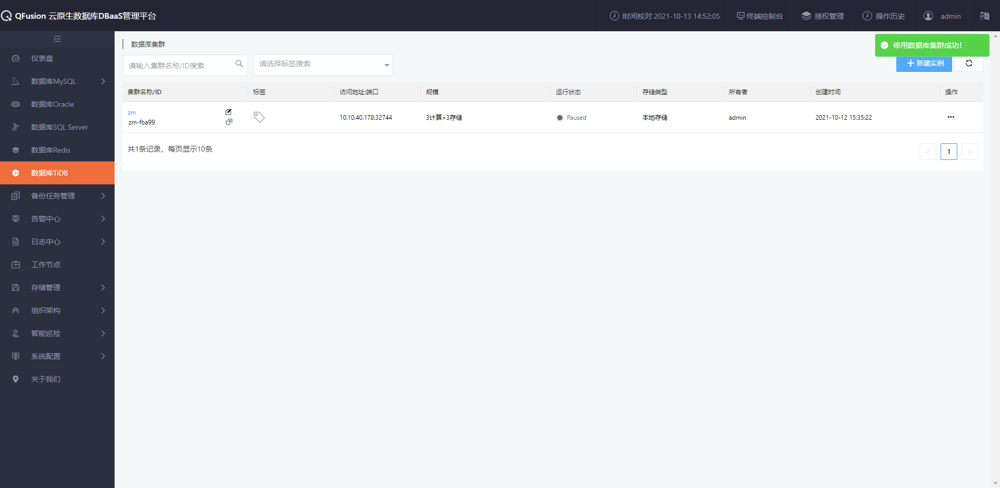 QFusion 云原生数据库DBaaS管理平台
时间校对 2021-10-13 14:52:05
终端控制台
授权管理
操作历史
admin
仪表盘
数据库MySQL
数据库Oracle
数据库SQL Server
数据库Redis
数据库TiDB
备份任务管理
告警中心
日志中心
工作节点
存储管理
组织架构
智能巡检
系统配置
关于我们
数据库集群
停用数据库集群成功!
请输入集群名称/ID搜索
请选择标签搜索
新建实例
集群名称/ID 标签 访问地址:端口 规模 运行状态 存储类型 所有者 创建时间 操作
zm
zm-fba99
10.10.40.178:32744 3计算+3存储 Paused 本地存储 admin 2021-10-12 15:35:22 •••
共1条记录，每页显示10条
< 1 >